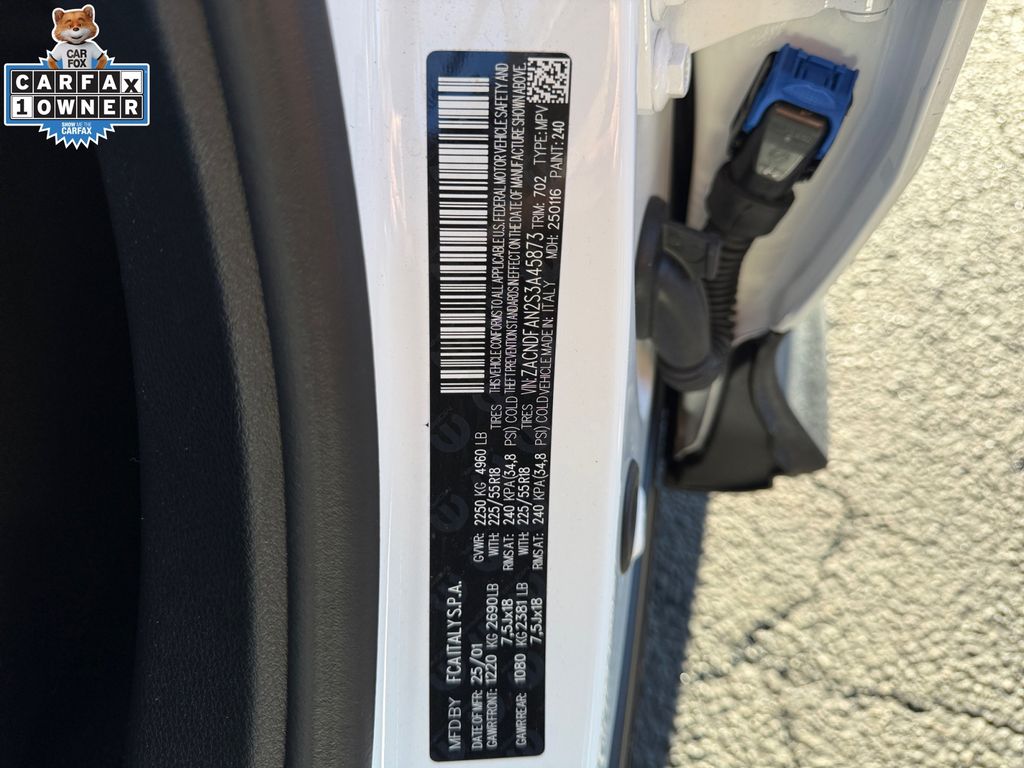 CAR
FOX
CARFAX
1 OWNER
SHOW ME THE
CARFAX
MFD BY FCA ITALY S.P.A.
DATE OF MFR: 25/01 GVWR: 2250 KG 4960 LB
GAWR FRONT: 1220 KG 2690 LB WITH: 225/55R18 TIRES
7,5Jx18 RIMS AT: 240 KPA(34,8 PSI) COLD
GAWR REAR: 1080 KG 2381 LB WITH: 225/55R18 TIRES
7,5Jx18 RIMS AT: 240 KPA(34,8 PSI) COLD
THIS VEHICLE CONFORMS TO ALL APPLICABLE U.S. FEDERAL MOTOR VEHICLE SAFETY AND
THEFT PREVENTION STANDARDS IN EFFECT ON THE DATE OF MANUFACTURE SHOWN ABOVE.
VIN: ZACNDFAN2S3A45873 TRIM: 702 TYPE: MPV
VEHICLE MADE IN: ITALY MDH: 250116 PAINT: 240